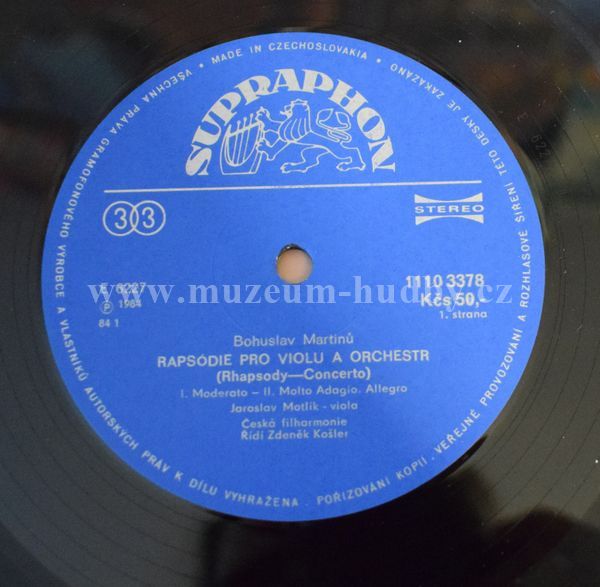 VŠECHNA PRÁVA GRAMOFONOVÉHO VÝROBCE A VLASTNÍKŮ AUTORSKÝCH PRÁV K DÍLU VYHRAŽENA . POŘIZOVÁNÍ KOPIÍ, VEŘEJNÉ PROVOZOVÁNÍ A ROZHLASOVÉ ŠÍŘENÍ TÉTO DESKY JE ZAKÁZÁNO
• MADE IN CZECHOSLOVAKIA •
SUPRAPHON
33
STEREO
E 6227
℗ 1984
84 1
1110 3378
Kčs 50,-
1. strana
www.muzeum-hudby.cz
Bohuslav Martinů
RAPSÓDIE PRO VIOLU A ORCHESTR
(Rhapsody—Concerto)
I. Moderato – II. Molto Adagio. Allegro
Jaroslav Motlík - viola
Česká filharmonie
Řídí Zdeněk Košler